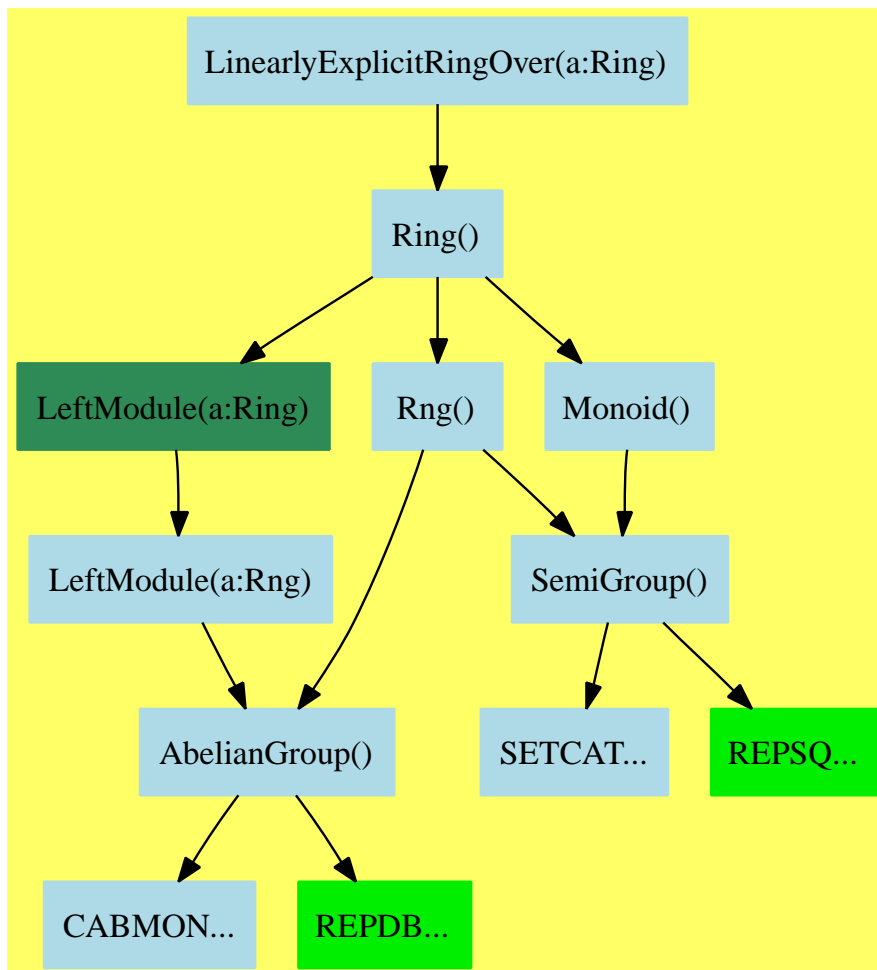 LinearlyExplicitRingOver(a:Ring)
Ring()
LeftModule(a:Ring)
Rng()
Monoid()
LeftModule(a:Rng)
SemiGroup()
AbelianGroup()
SETCAT...
REPSQ...
CABMON...
REPDB...